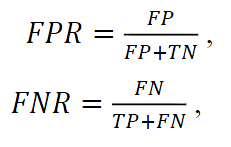 FPR = FP / FP+TN ,
FNR = FN / TP+FN ,